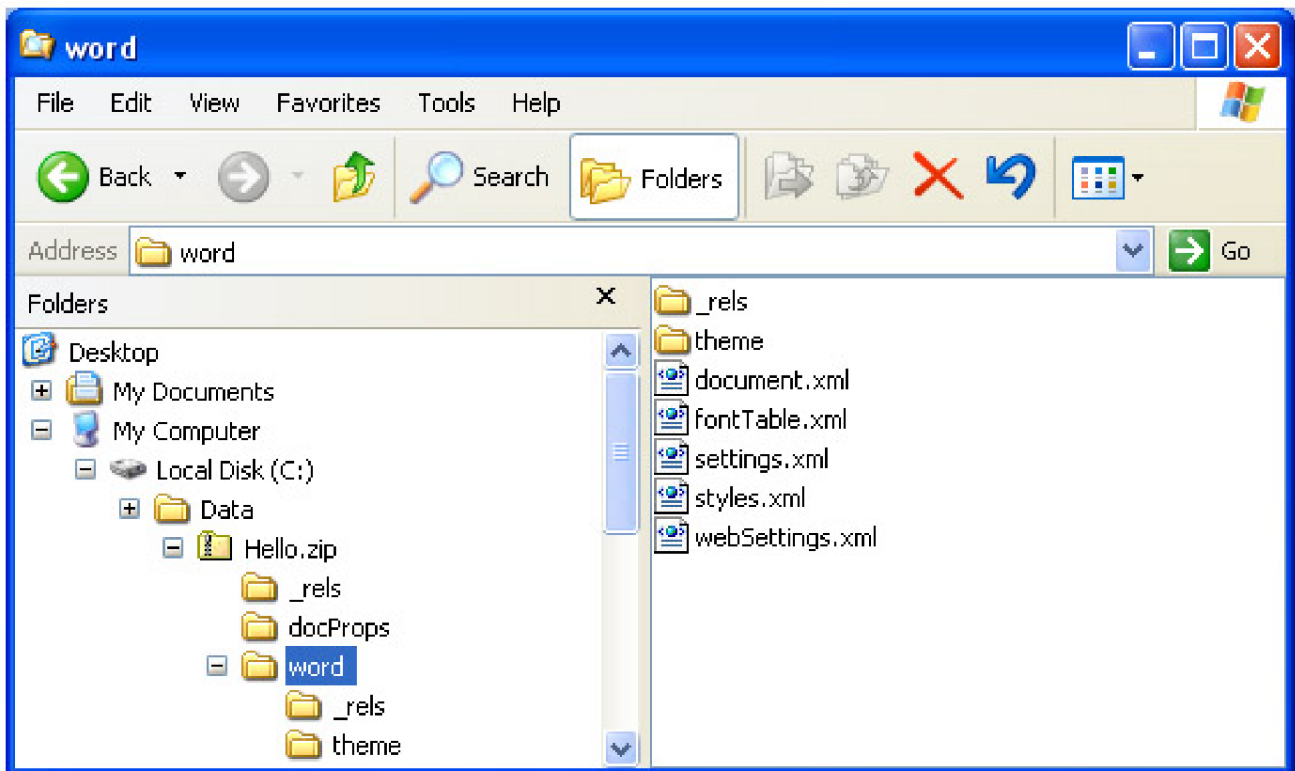 word
File Edit View Favorites Tools Help
Back Search Folders
Address word Go
Folders
Desktop
My Documents
My Computer
Local Disk (C:)
Data
Hello.zip
_rels
docProps
word
_rels
theme
_rels
theme
document.xml
fontTable.xml
settings.xml
styles.xml
webSettings.xml